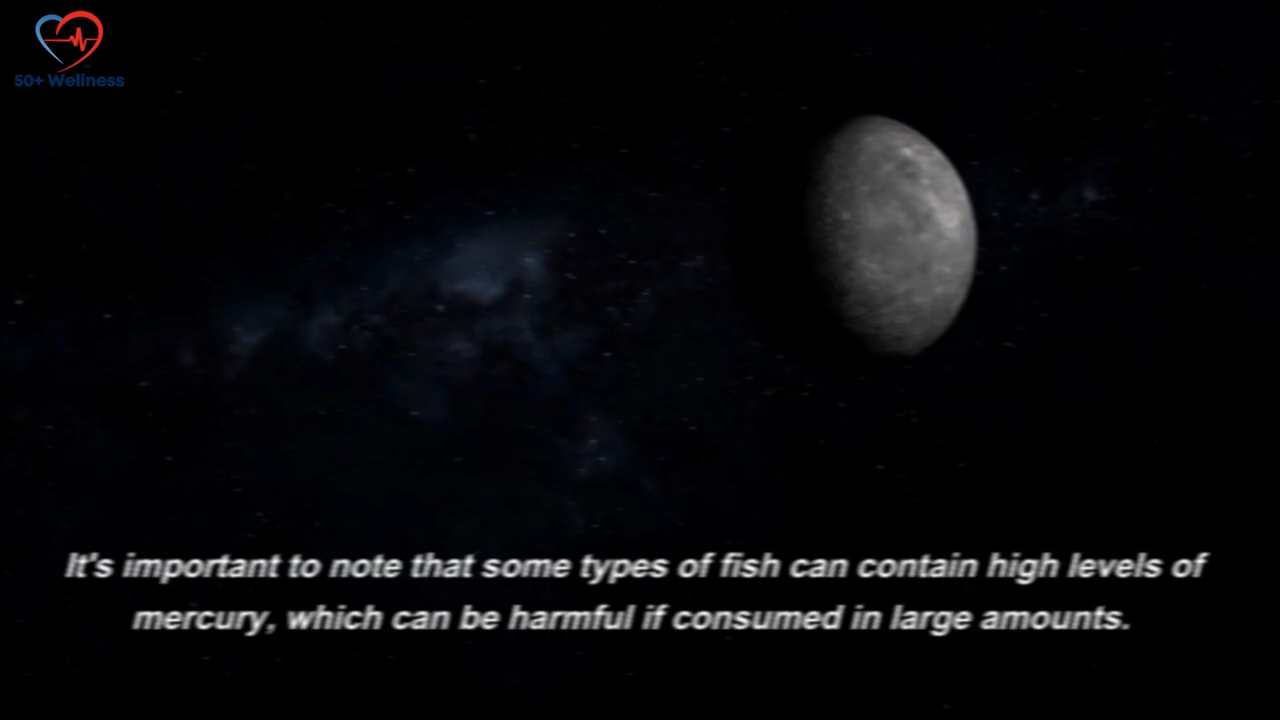 50+ Wellness
It's important to note that some types of fish can contain high levels of
mercury, which can be harmful if consumed in large amounts.